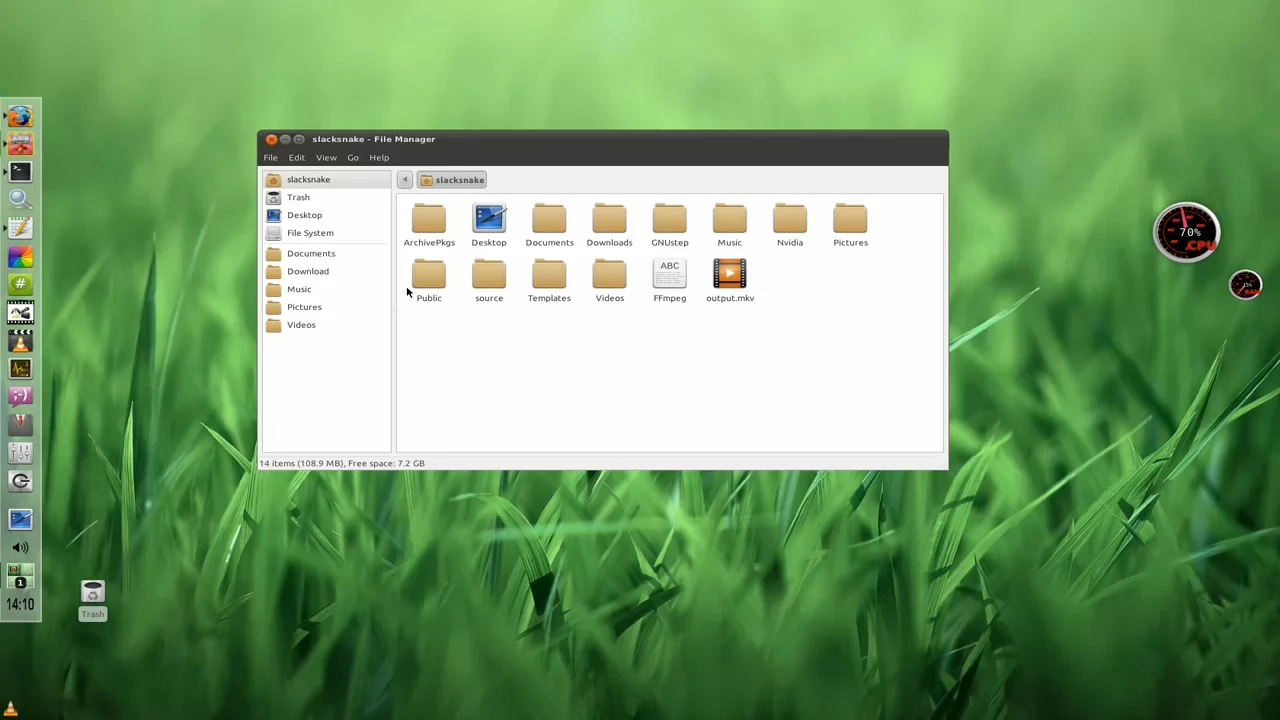 slacksnake - File Manager
File Edit View Go Help
slacksnake
Trash
Desktop
File System
Documents
Download
Music
Pictures
Videos
slacksnake
ArchivePkgs Desktop Documents Downloads GNUstep Music Nvidia Pictures
ABC
Public source Templates Videos FFmpeg output.mkv
14 items (108.9 MB), Free space: 7.2 GB
70%
CPU
#
;-)
1
14:10
Trash